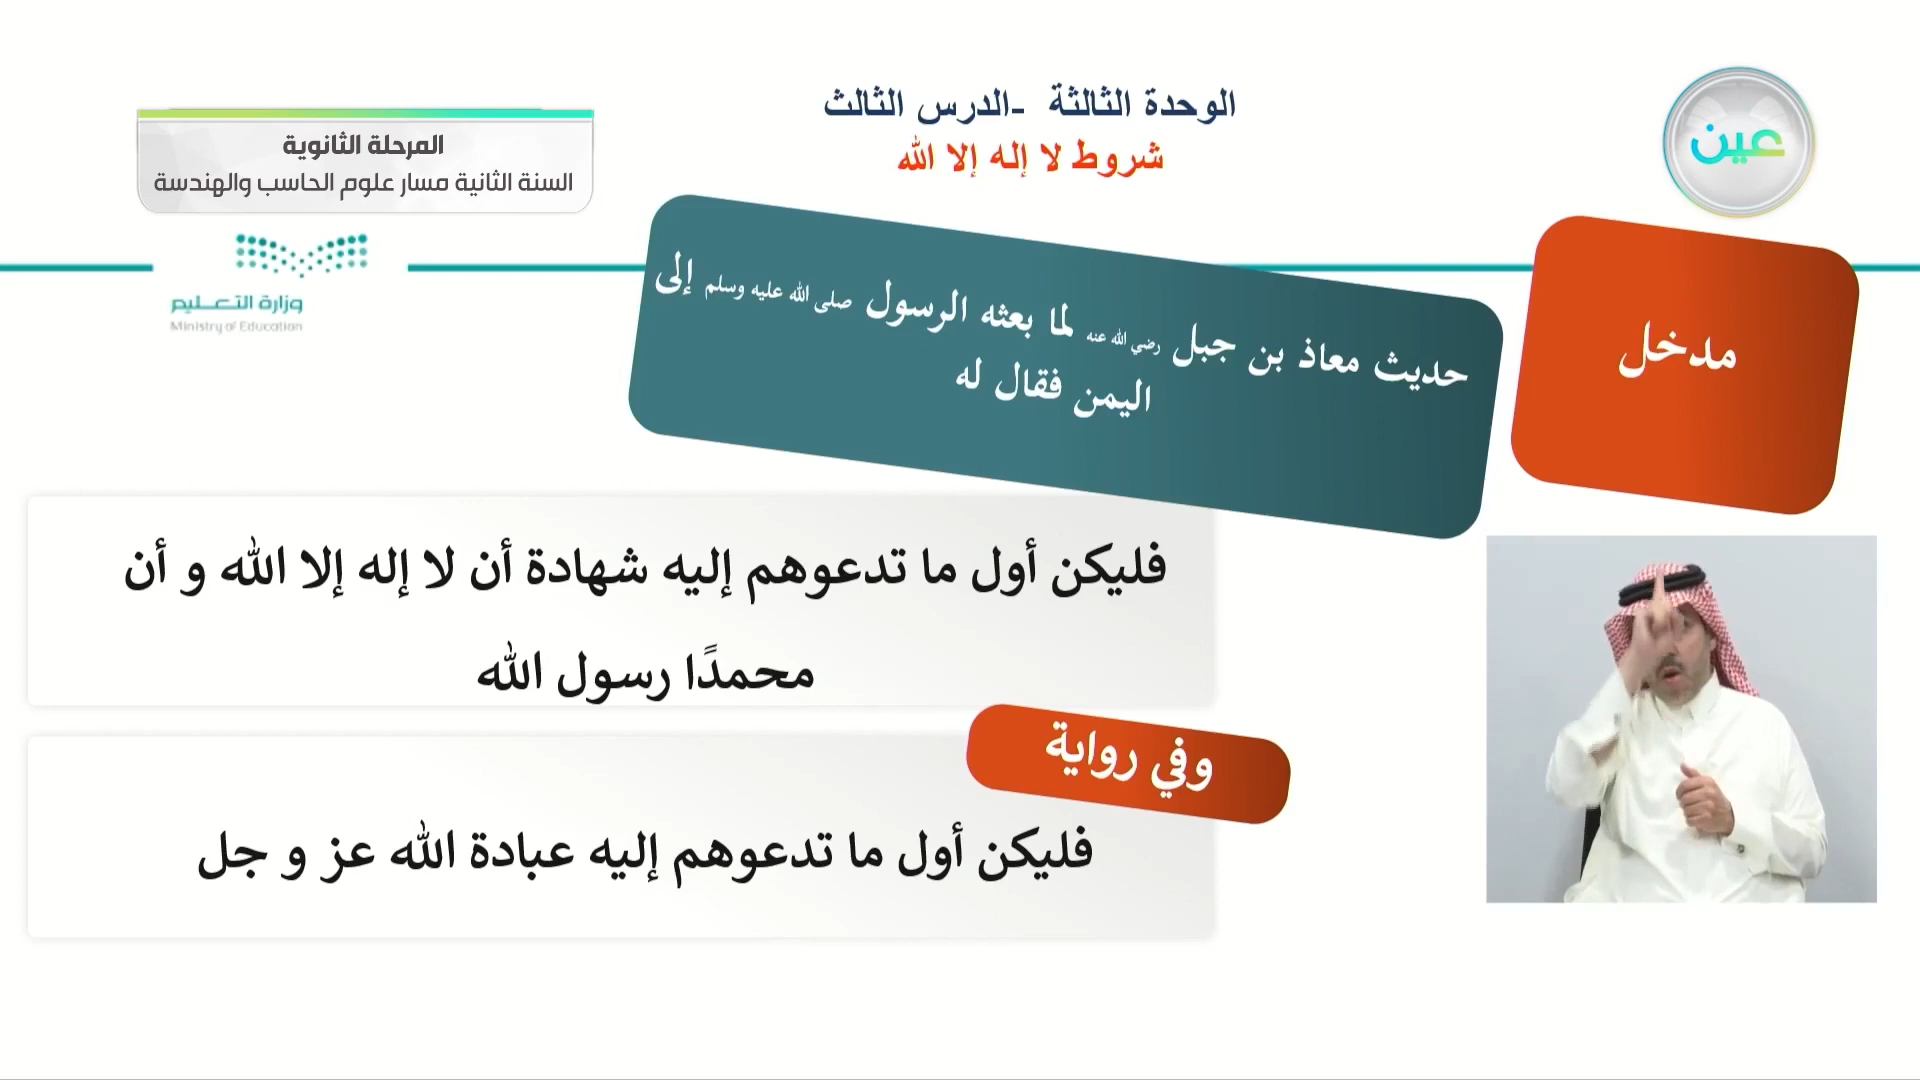 الوحدة الثالثة -الدرس الثالث
شروط لا إله إلا الله
عين
المرحلة الثانوية
السنة الثانية مسار علوم الحاسب والهندسة
وزارة التعليم
Ministry of Education
مدخل
حديث معاذ بن جبل رضي الله عنه لما بعثه الرسول صلى الله عليه وسلم إلى
اليمن فقال له
فليكن أول ما تدعوهم إليه شهادة أن لا إله إلا الله و أن
محمدًا رسول الله
وفي رواية
فليكن أول ما تدعوهم إليه عبادة الله عز و جل